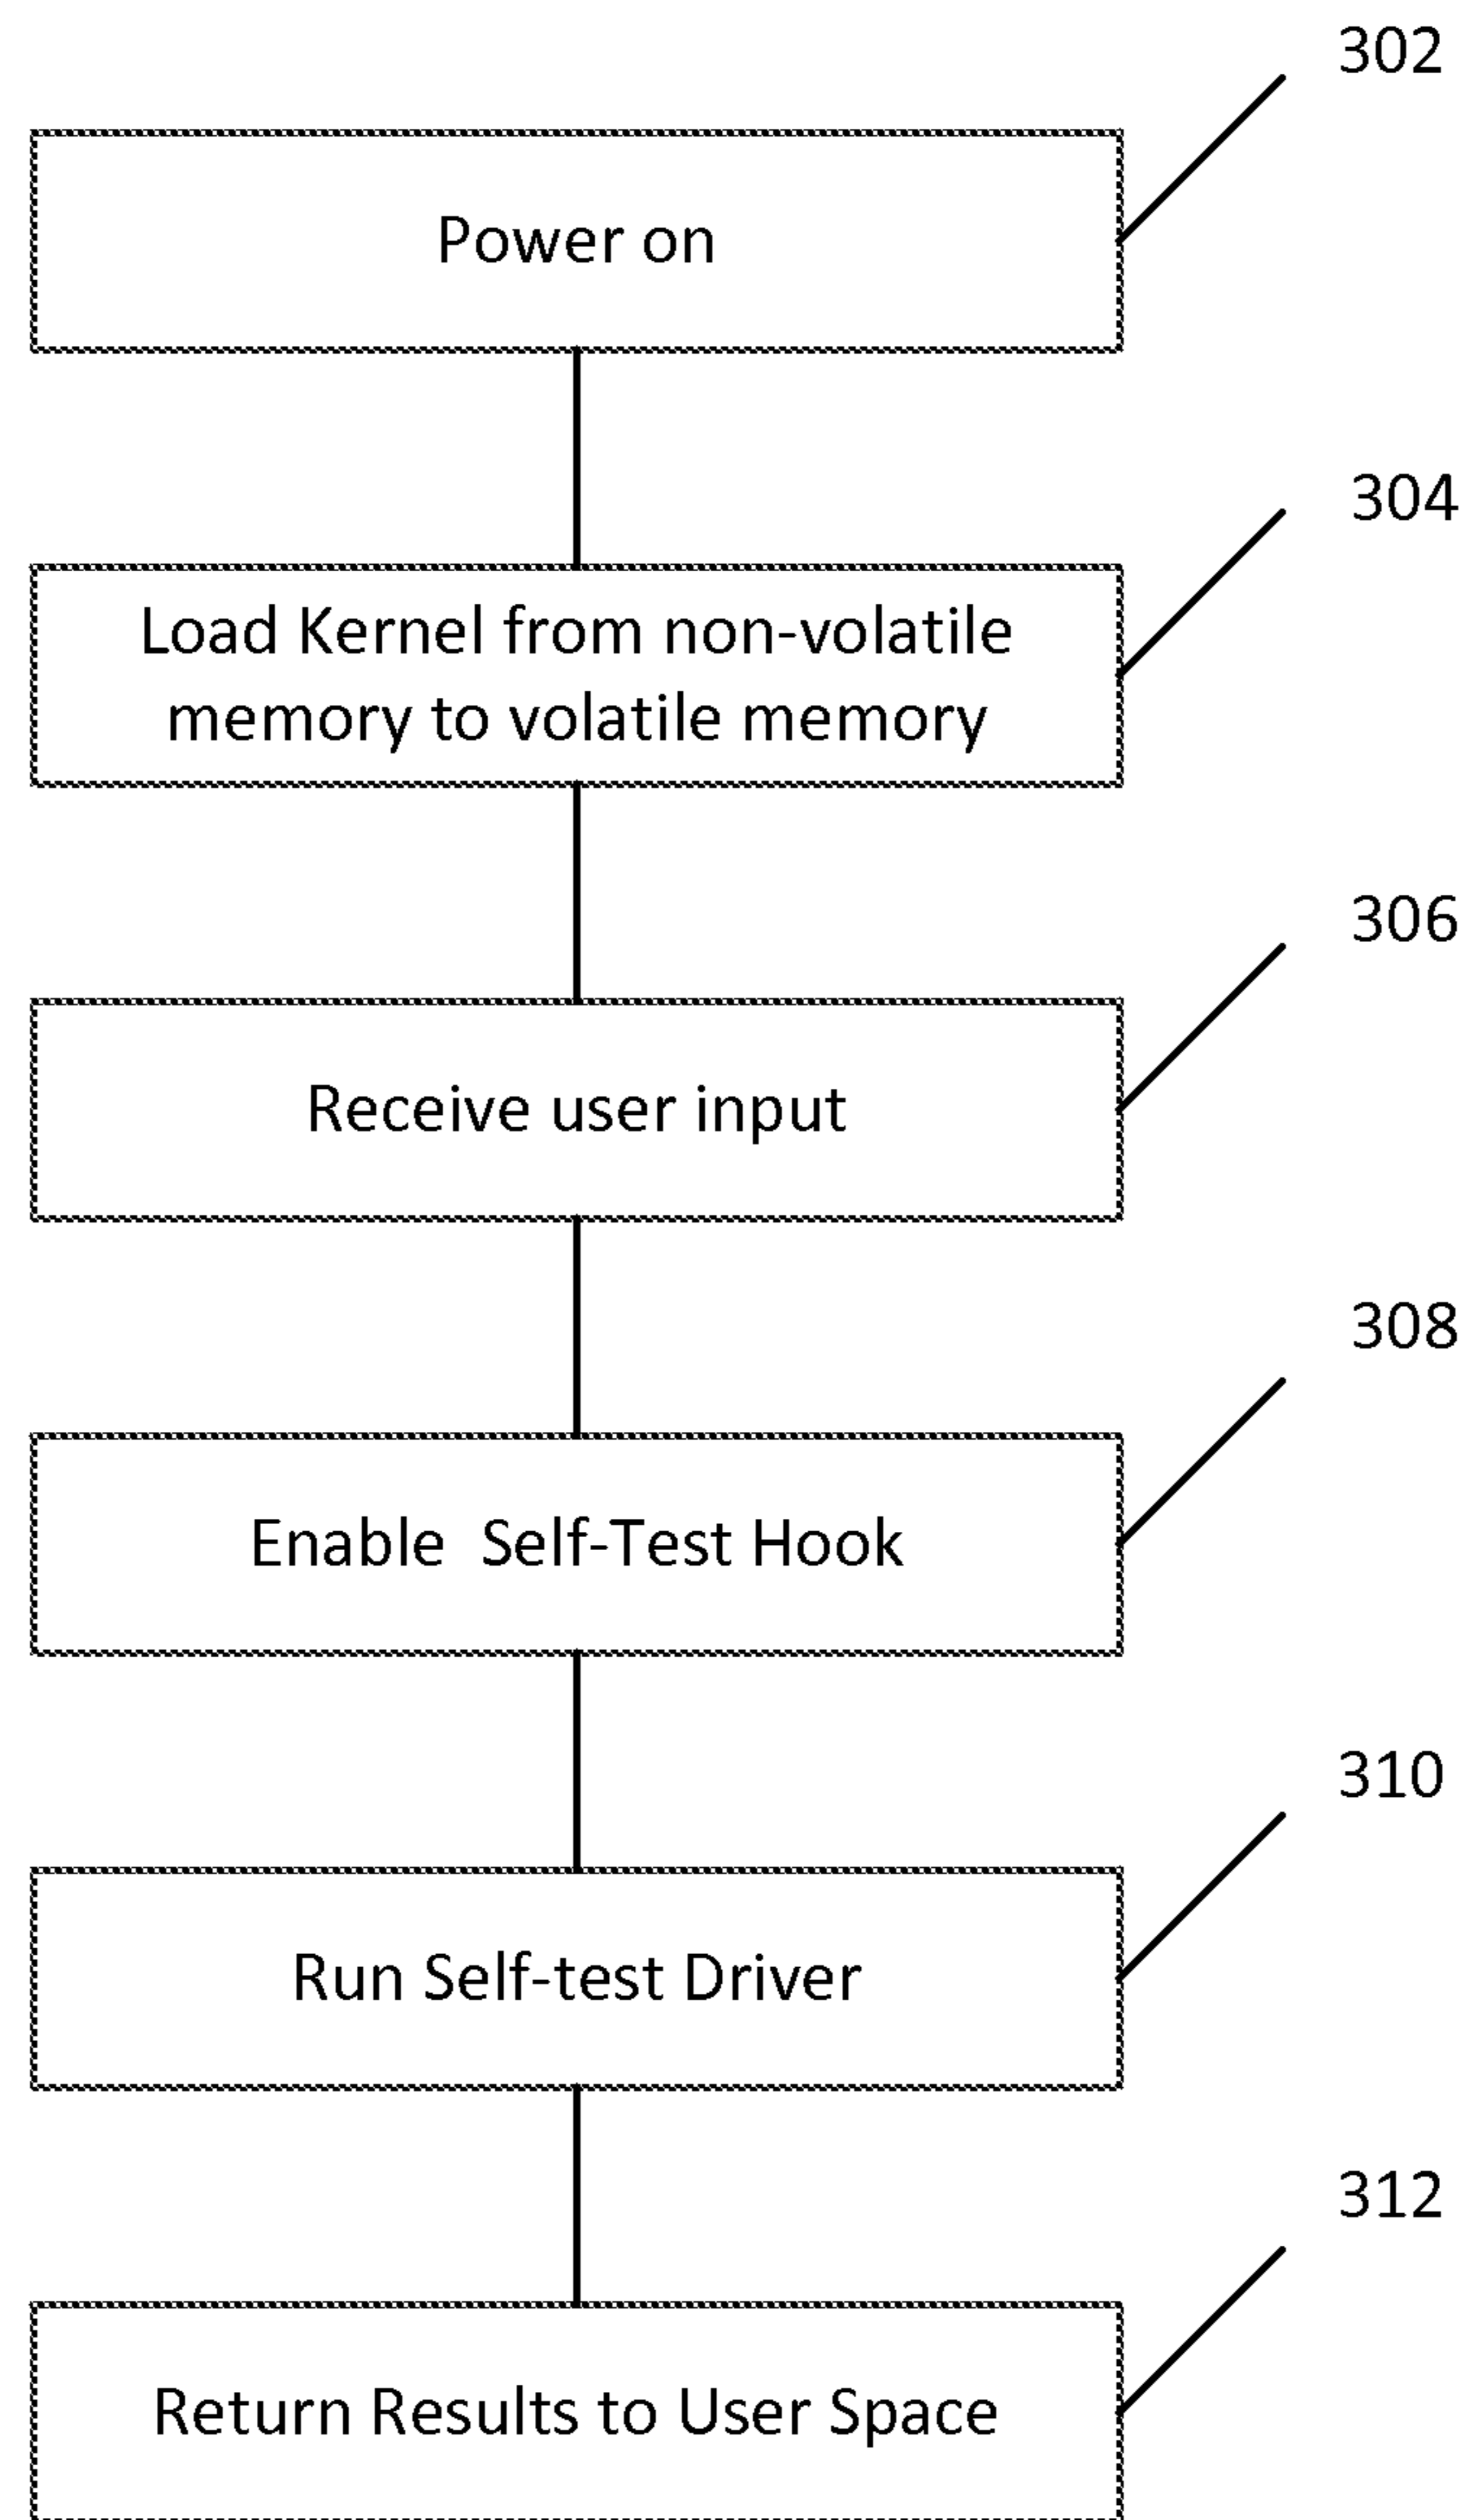 302
Power on
304
Load Kernel from non-volatile
memory to volatile memory
306
Receive user input
308
Enable  Self-Test Hook
310
Run Self-test Driver
312
Return Results to User Space